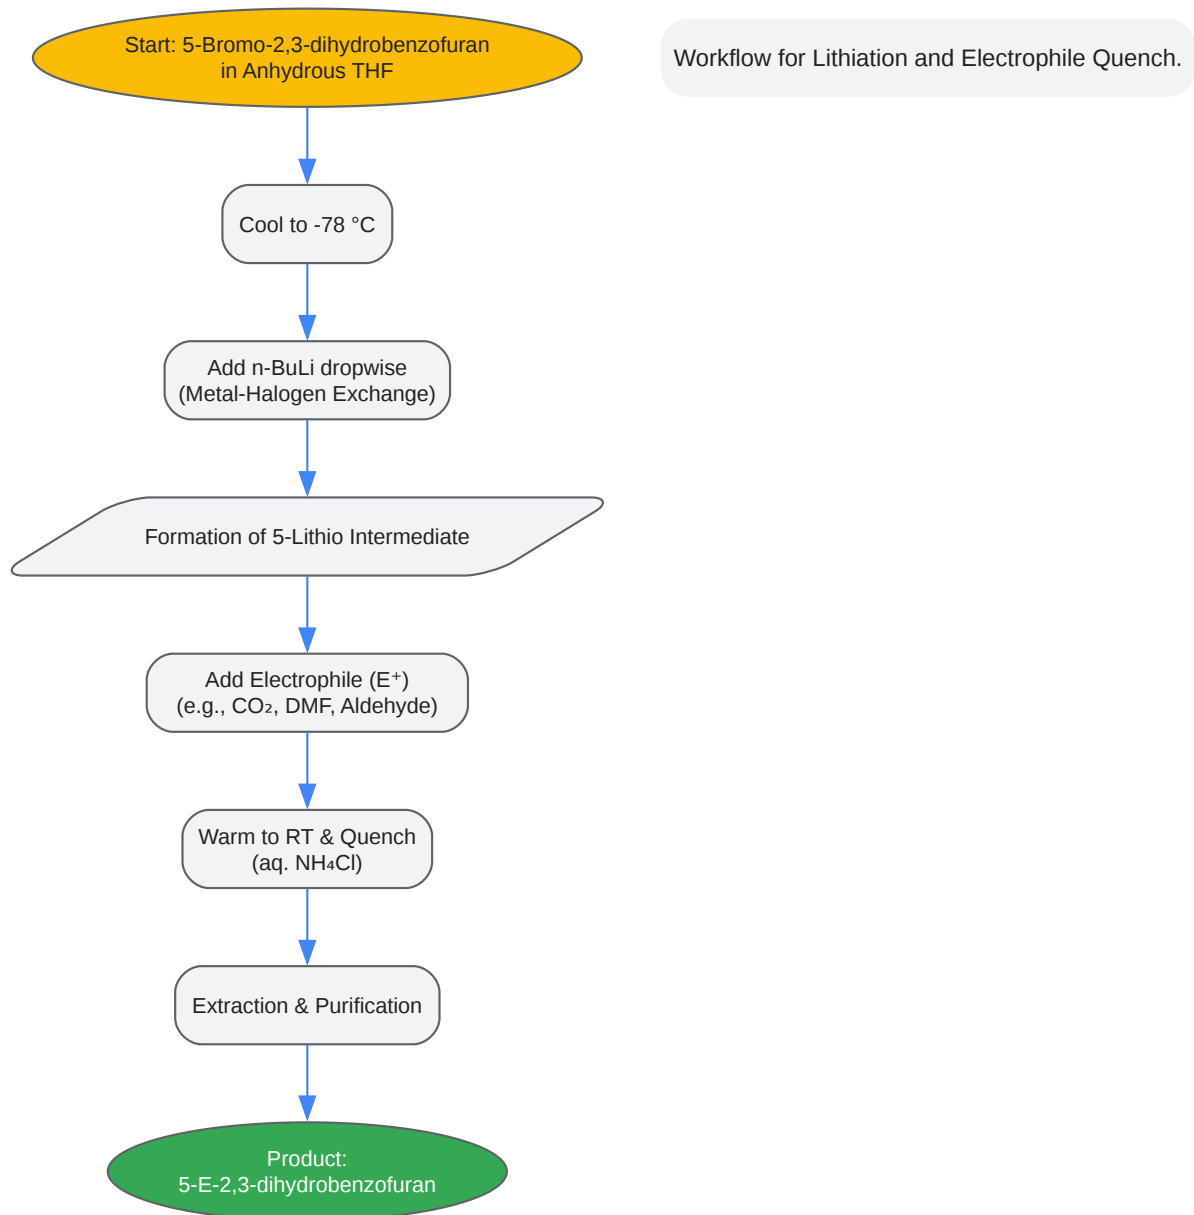 Start: 5-Bromo-2,3-dihydrobenzofuran
in Anhydrous THF
Workflow for Lithiation and Electrophile Quench.
Cool to -78 °C
Add n-BuLi dropwise
(Metal-Halogen Exchange)
Formation of 5-Lithio Intermediate
Add Electrophile (E⁺)
(e.g., CO₂, DMF, Aldehyde)
Warm to RT & Quench
(aq. NH₄Cl)
Extraction & Purification
Product:
5-E-2,3-dihydrobenzofuran